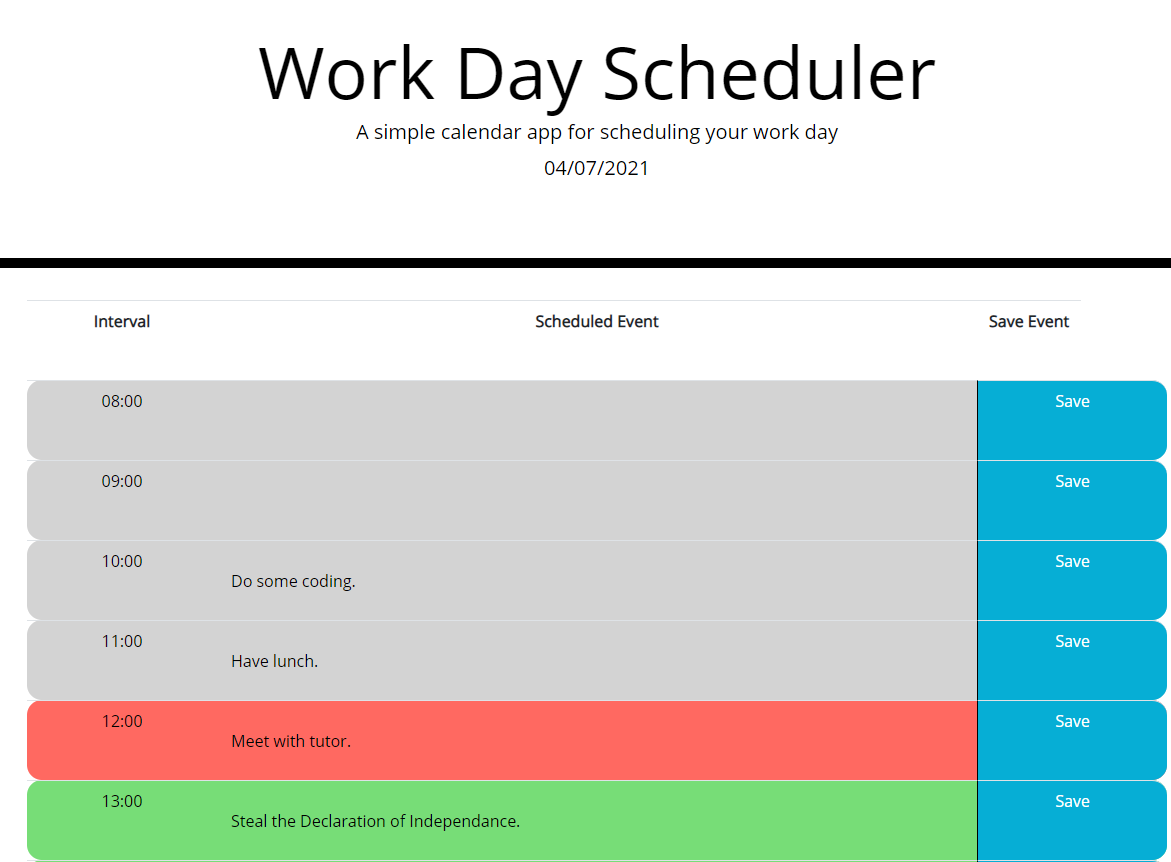 Work Day Scheduler
A simple calendar app for scheduling your work day
04/07/2021
Interval Scheduled Event Save Event
08:00 Save
09:00 Save
10:00 Save
Do some coding.
11:00 Save
Have lunch.
12:00 Save
Meet with tutor.
13:00 Save
Steal the Declaration of Independance.